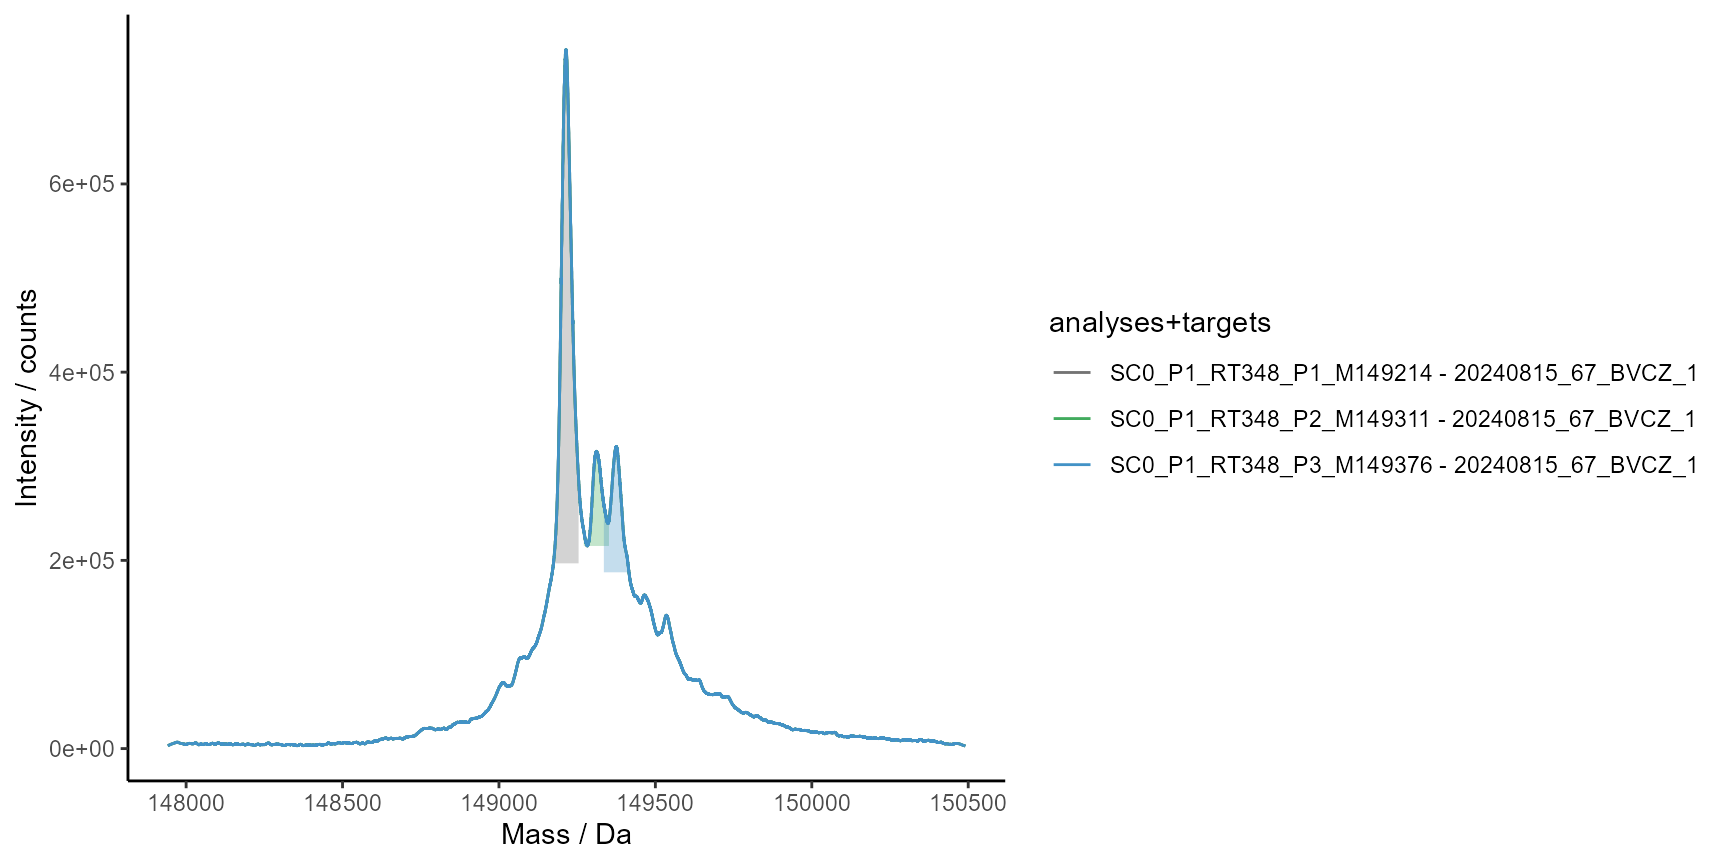 6e+05
4e+05
2e+05
0e+00
Intensity / counts
148000 148500 149000 149500 150000 150500
Mass / Da
analyses+targets
SC0_P1_RT348_P1_M149214 - 20240815_67_BVCZ_1
SC0_P1_RT348_P2_M149311 - 20240815_67_BVCZ_1
SC0_P1_RT348_P3_M149376 - 20240815_67_BVCZ_1